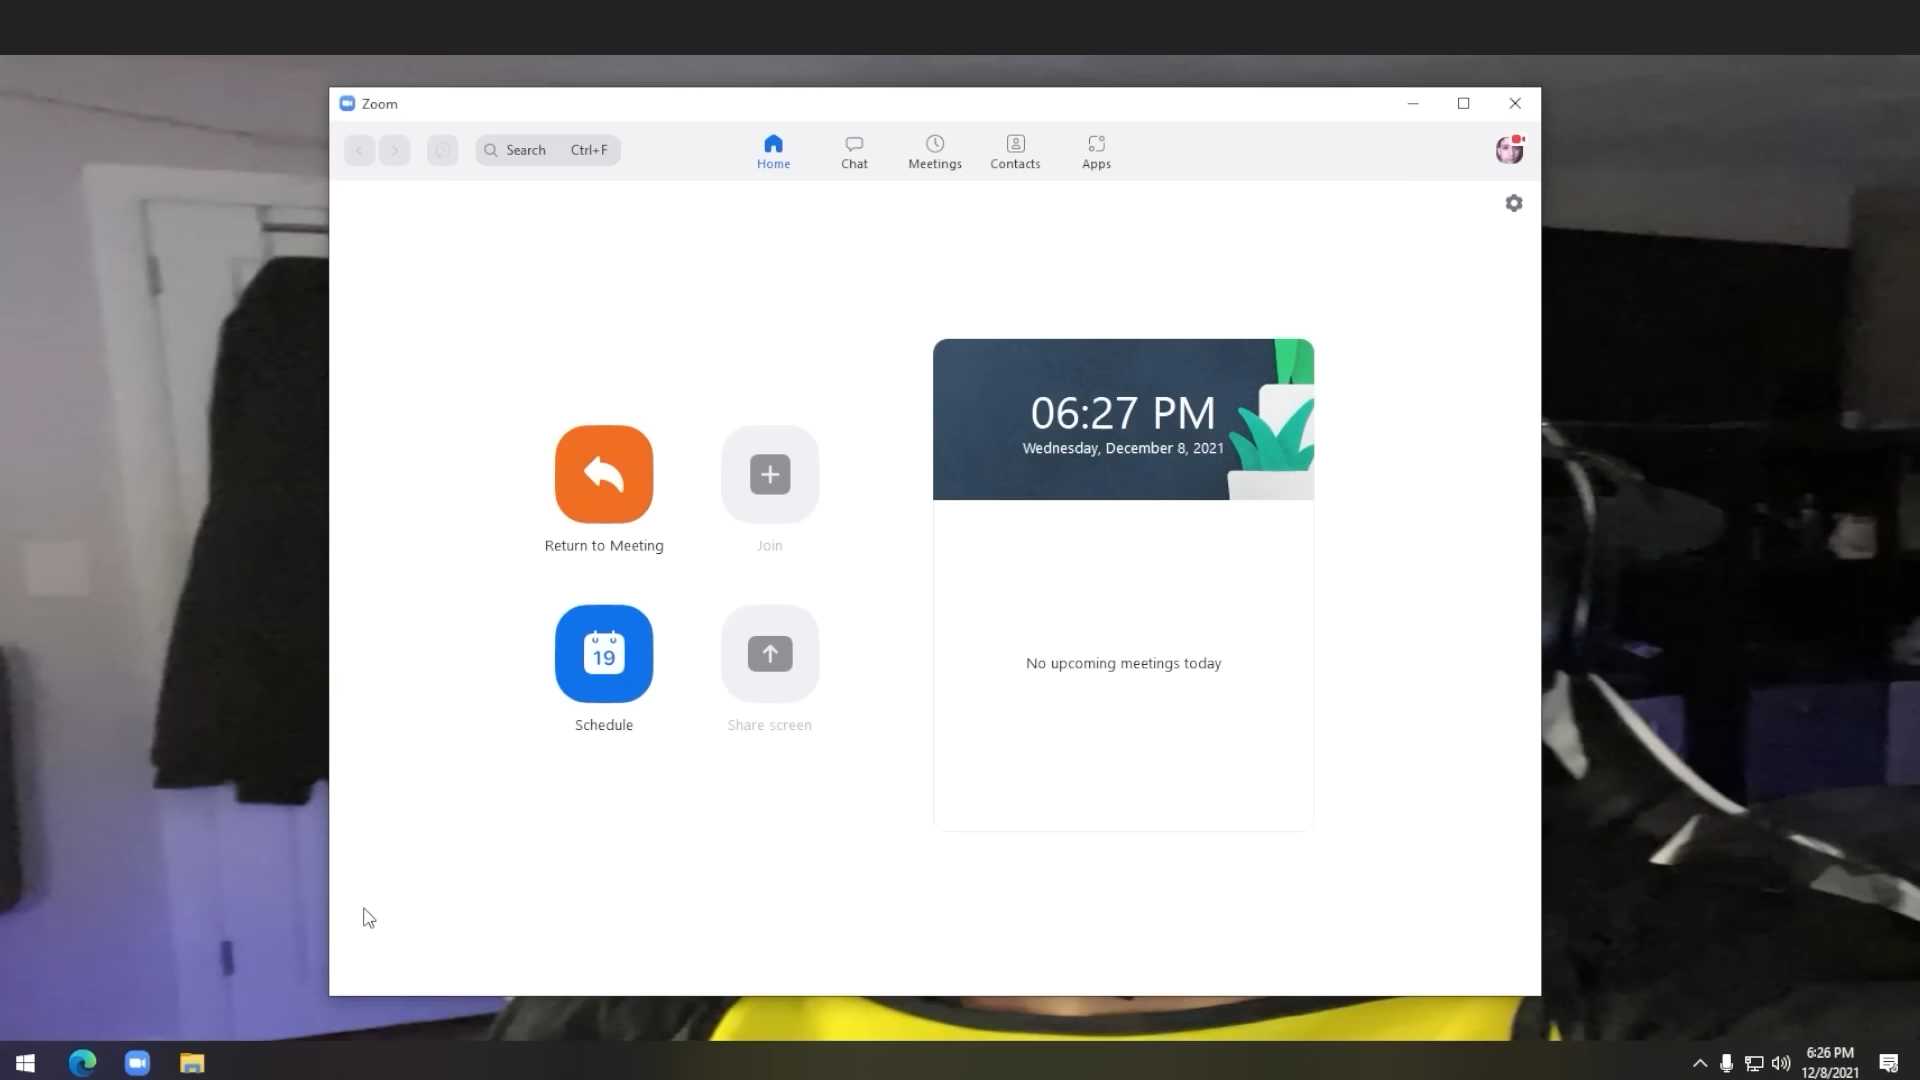 Zoom
Search Ctrl+F
Home
Chat
Meetings
Contacts
Apps
06:27 PM
Wednesday, December 8, 2021
Return to Meeting
Join
19
Schedule
Share screen
No upcoming meetings today
6:26 PM
12/8/2021